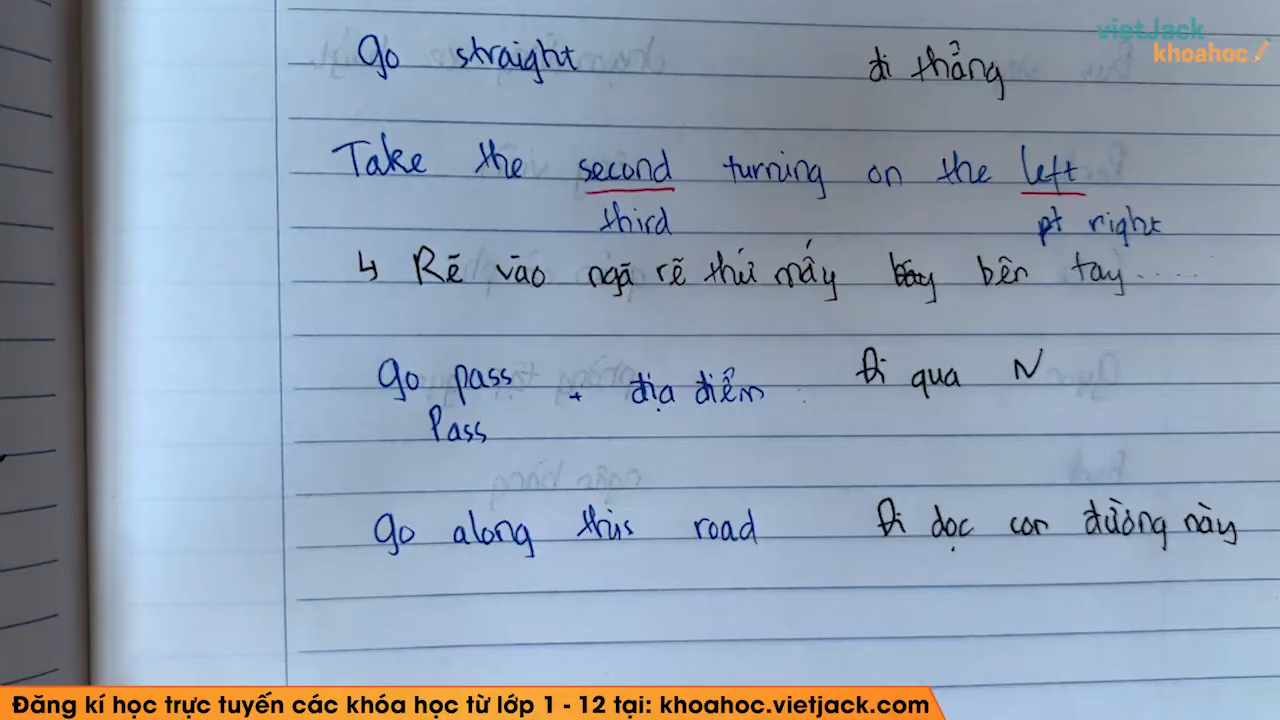 vietJack
khoahoc
Go straight đi thẳng
Take the second turning on the left
third right
↳ Rẽ vào ngã rẽ thứ mấy bên tay.....
Go pass + địa điểm Đi qua N
Pass
Go along this road Đi dọc con đường này
Đăng kí học trực tuyến các khóa học từ lớp 1 - 12 tại: khoahoc.vietjack.com